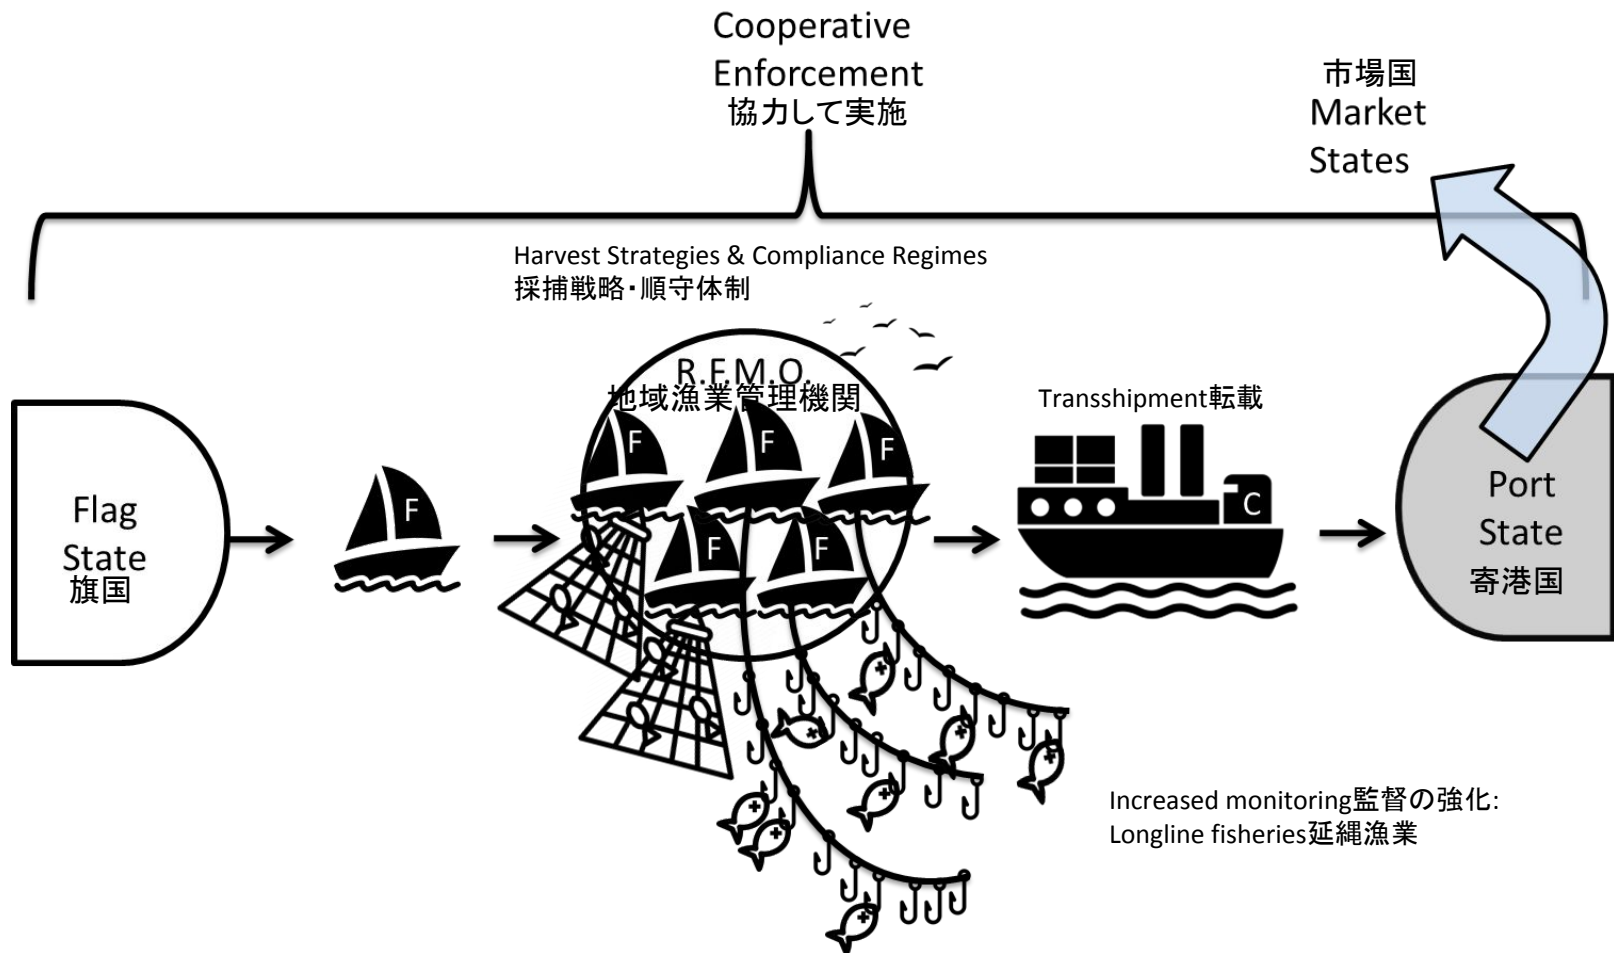 Cooperative
Enforcement
協力して実施
市場国
Market
States
Harvest Strategies & Compliance Regimes
採捕戦略・順守体制
R.F.M.O.
地域漁業管理機関
Transshipment転載
F
F
F
F
F
F
C
Flag
State
旗国
Port
State
寄港国
Increased monitoring監督の強化:
Longline fisheries延縄漁業